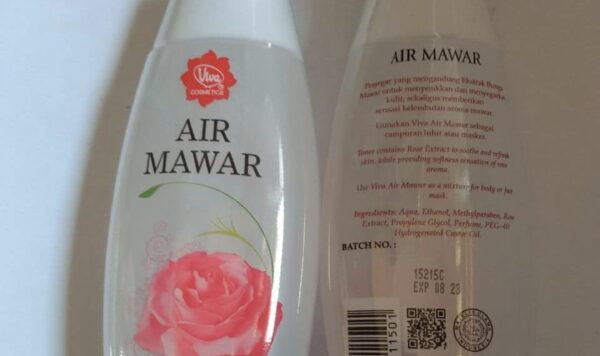 Viva
COSMETICS
AIR
MAWAR
AIR MAWAR
Penyegar yang mengandung Ekstrak Bunga
Mawar untuk menyejukkan dan menyegarkan
kulit, sekaligus memberikan
sensasi kelembutan aroma mawar.
Gunakan Viva Air Mawar sebagai
campuran lulur atau masker.
Toner contains Rose Extract to soothe and refresh
skin, while providing softness sensation of rose
aroma.
Use Viva Air Mawar as a mixture for body or face
mask.
Ingredients: Aqua, Ethanol, Methylparaben, Rose
Extract, Propylene Glycol, Perfume, PEG-40
Hydrogenated Castor Oil.
BATCH NO. :
15215C
EXP 08 23
11501